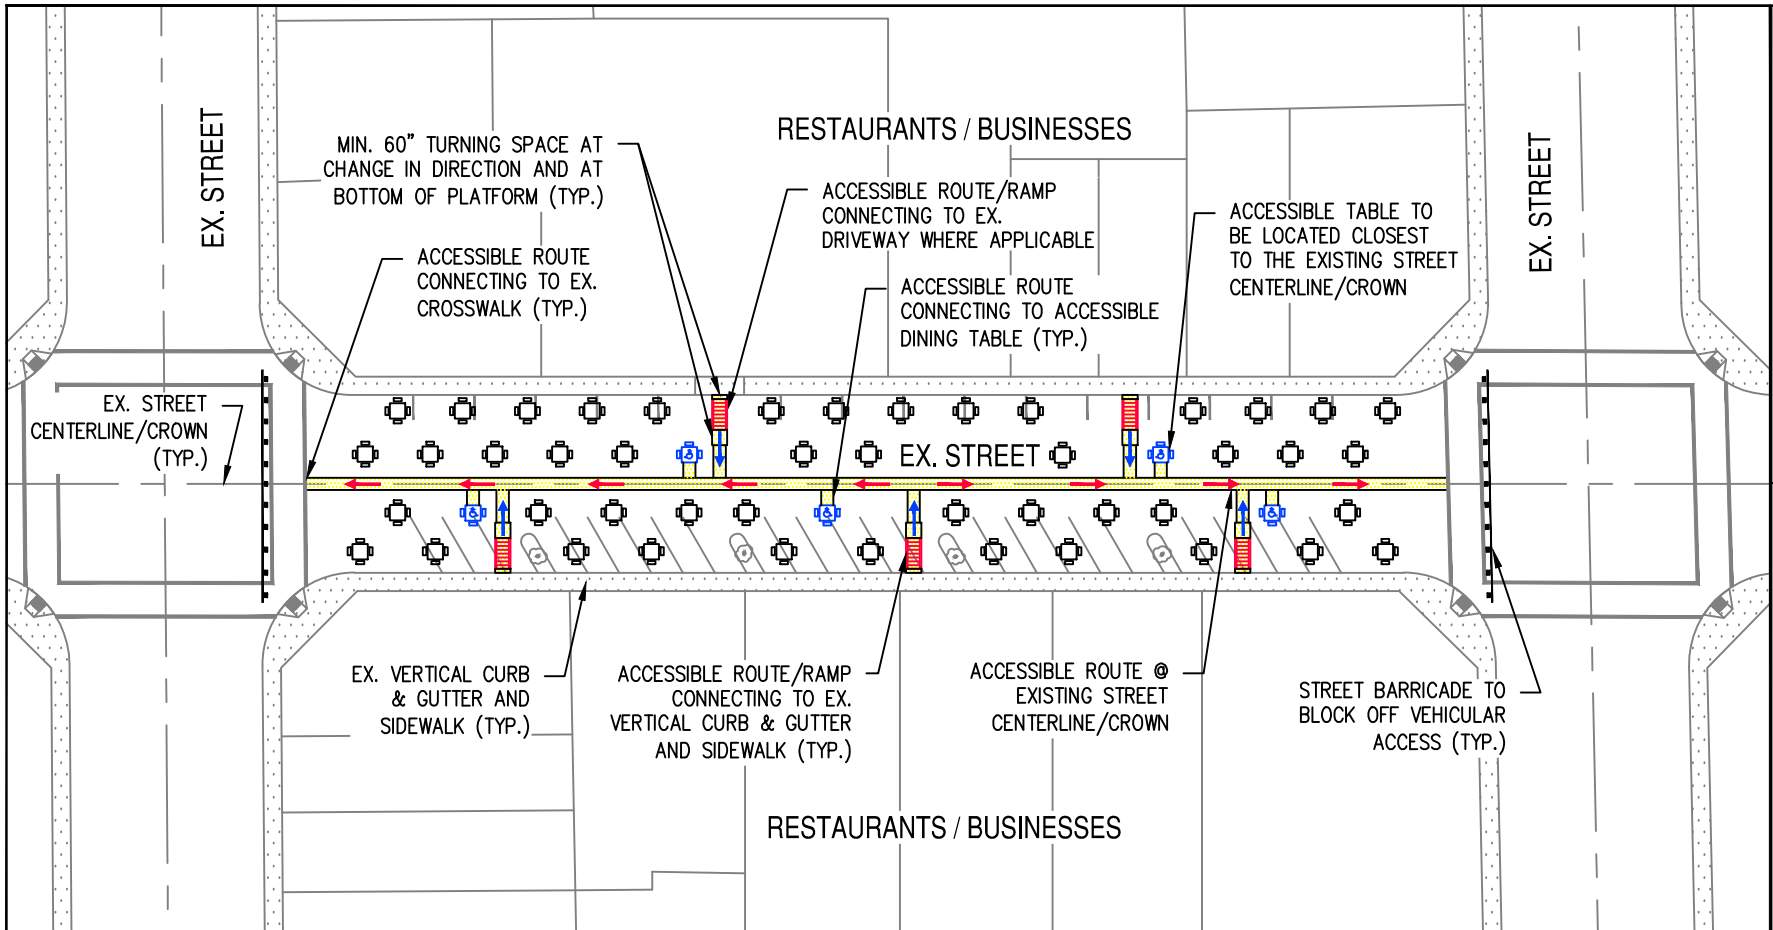 EX. STREET
MIN. 60" TURNING SPACE AT
CHANGE IN DIRECTION AND AT
BOTTOM OF PLATFORM (TYP.)
RESTAURANTS / BUSINESSES
ACCESSIBLE ROUTE/RAMP
CONNECTING TO EX.
DRIVEWAY WHERE APPLICABLE
ACCESSIBLE TABLE TO
BE LOCATED CLOSEST
TO THE EXISTING STREET
CENTERLINE/CROWN
EX. STREET
ACCESSIBLE ROUTE
CONNECTING TO EX.
CROSSWALK (TYP.)
ACCESSIBLE ROUTE
CONNECTING TO ACCESSIBLE
DINING TABLE (TYP.)
EX. STREET
CENTERLINE/CROWN
(TYP.)
EX. STREET
EX. VERTICAL CURB
& GUTTER AND
SIDEWALK (TYP.)
ACCESSIBLE ROUTE/RAMP
CONNECTING TO EX.
VERTICAL CURB & GUTTER
AND SIDEWALK (TYP.)
ACCESSIBLE ROUTE @
EXISTING STREET
CENTERLINE/CROWN
STREET BARRICADE TO
BLOCK OFF VEHICULAR
ACCESS (TYP.)
RESTAURANTS / BUSINESSES